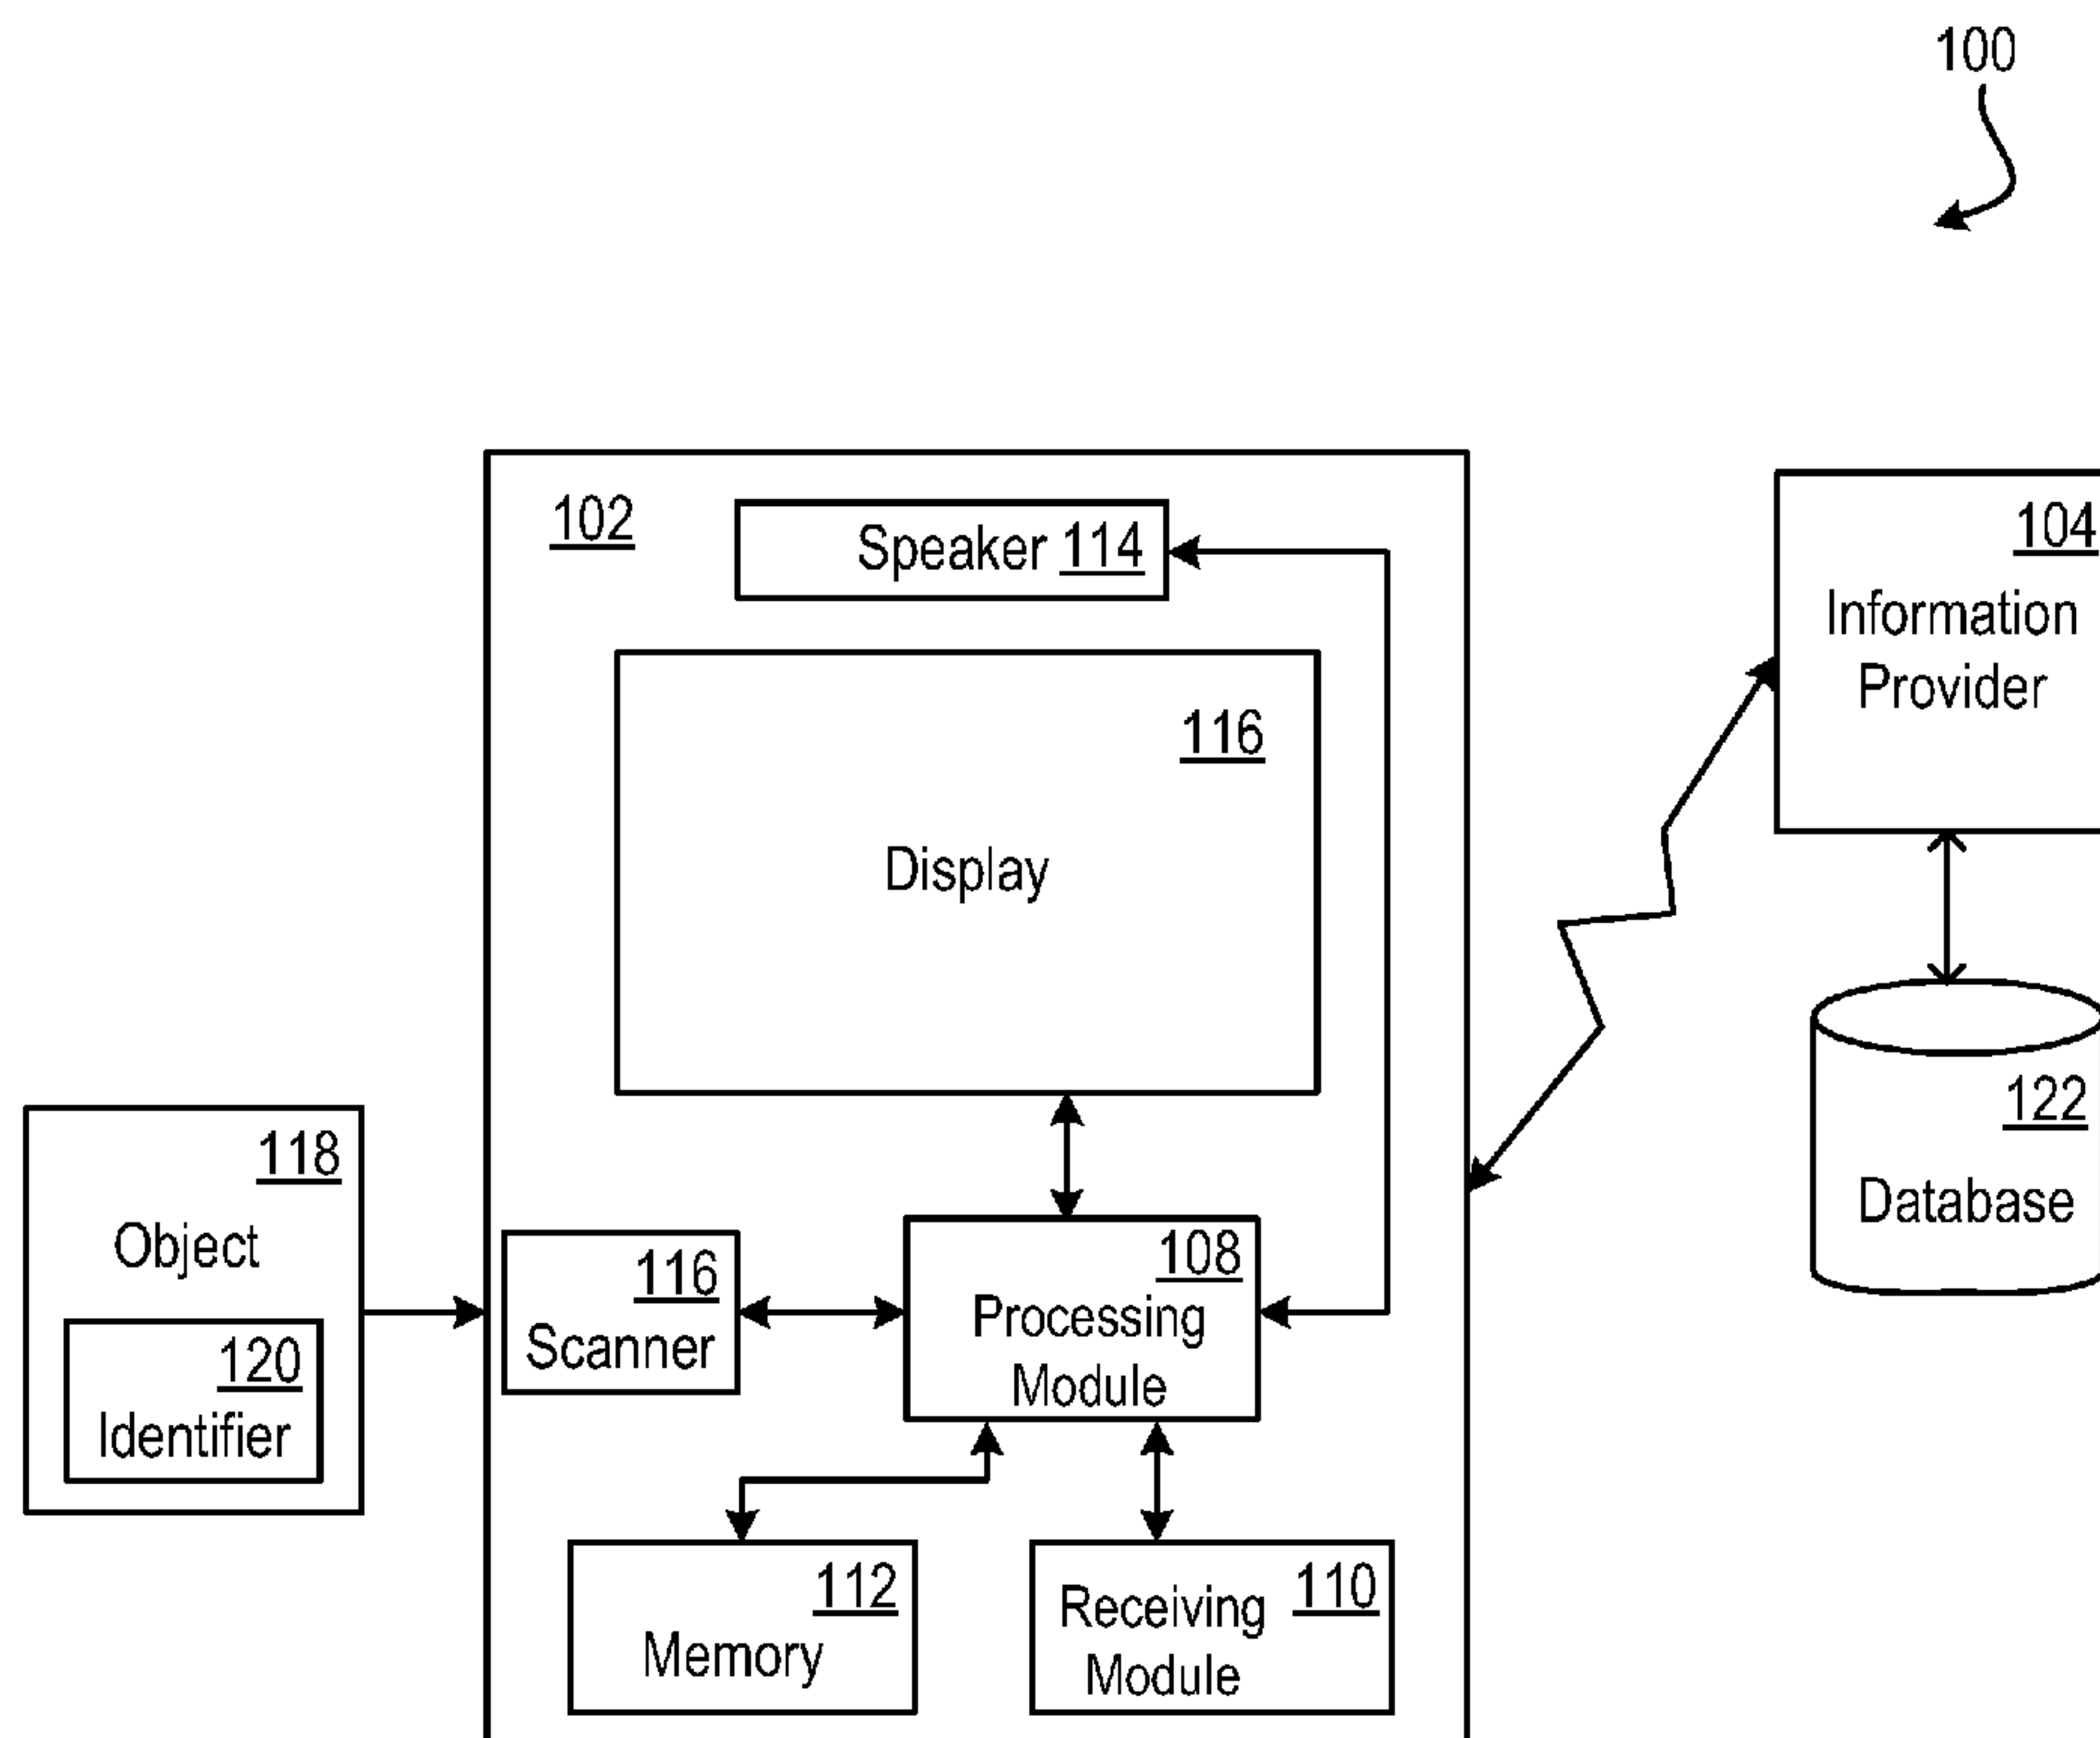 100
102
Speaker 114
104
Information
Provider
116
Display
122
Database
118
Object
120
Identifier
116
Scanner
108
Processing
Module
112
Memory
110
Receiving
Module